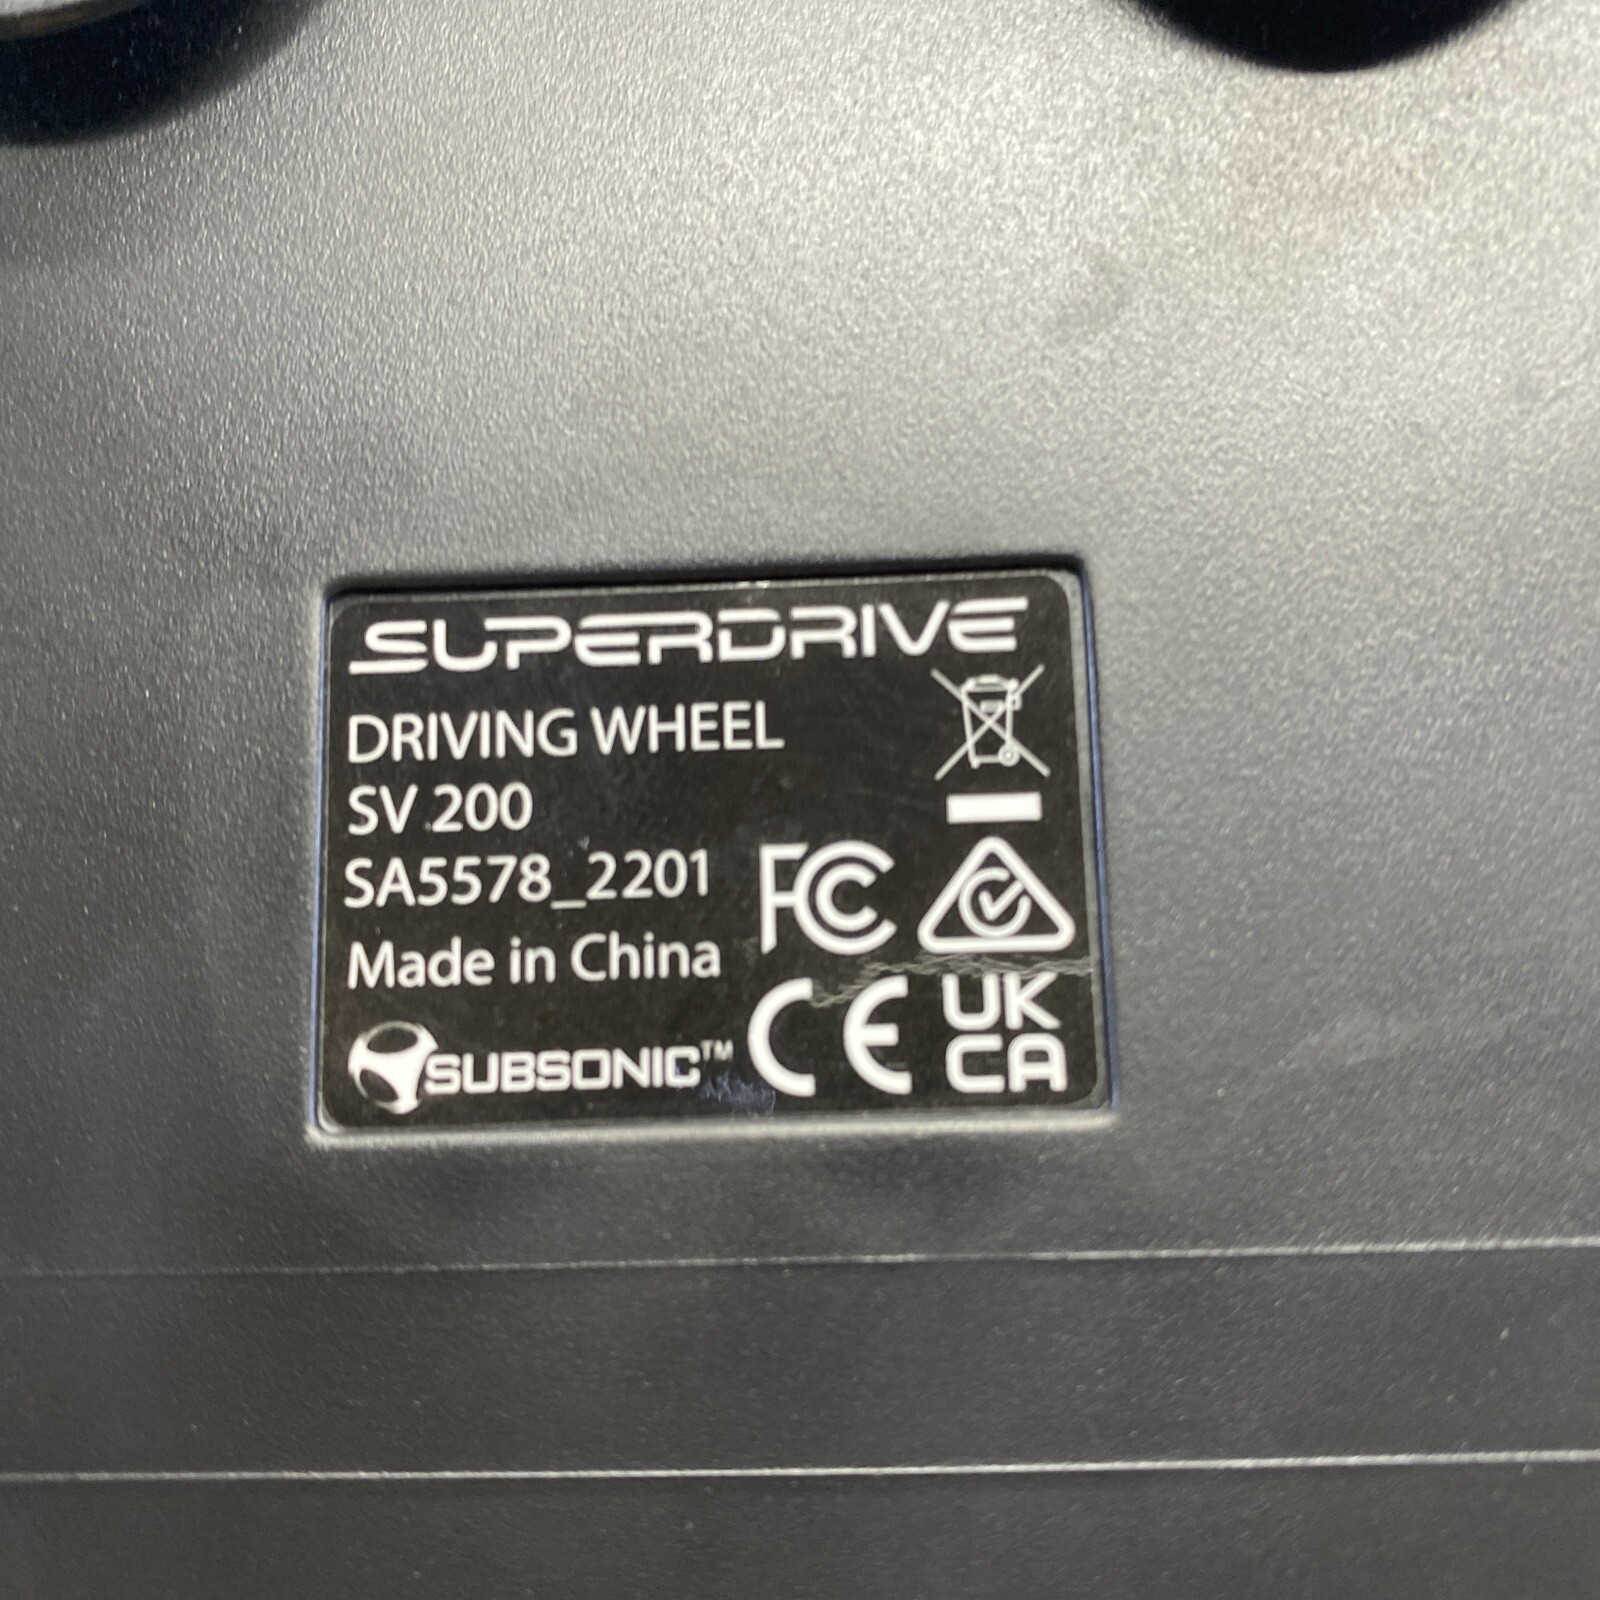 SUPERDRIVE
DRIVING WHEEL
SV 200
SA5578_2201
Made in China
FC
CE
UK
CA
SUBSONIC™